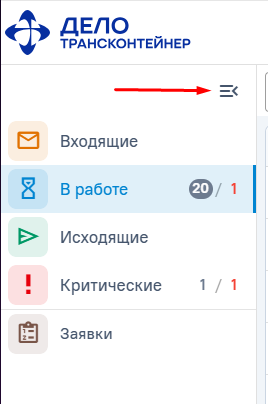 ДЕЛО
ТРАНСКОНТЕЙНЕР
Входящие
В работе 20 / 1
Исходящие
Критические 1 / 1
Заявки